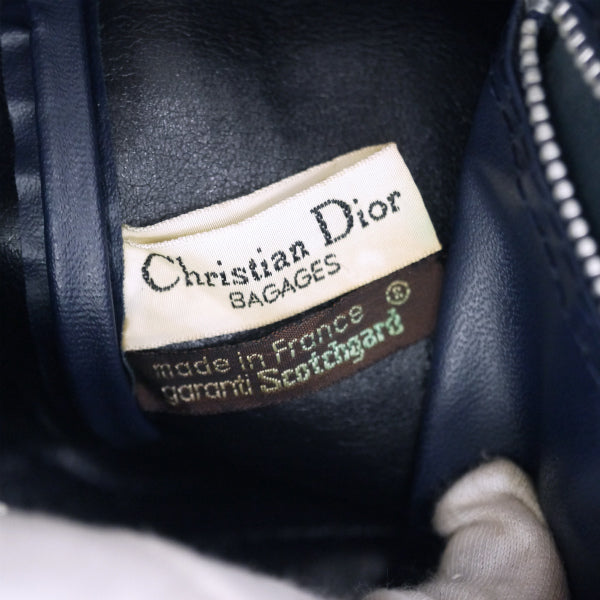 Christian Dior
BAGAGES
made in France ®
garanti Scotchgard